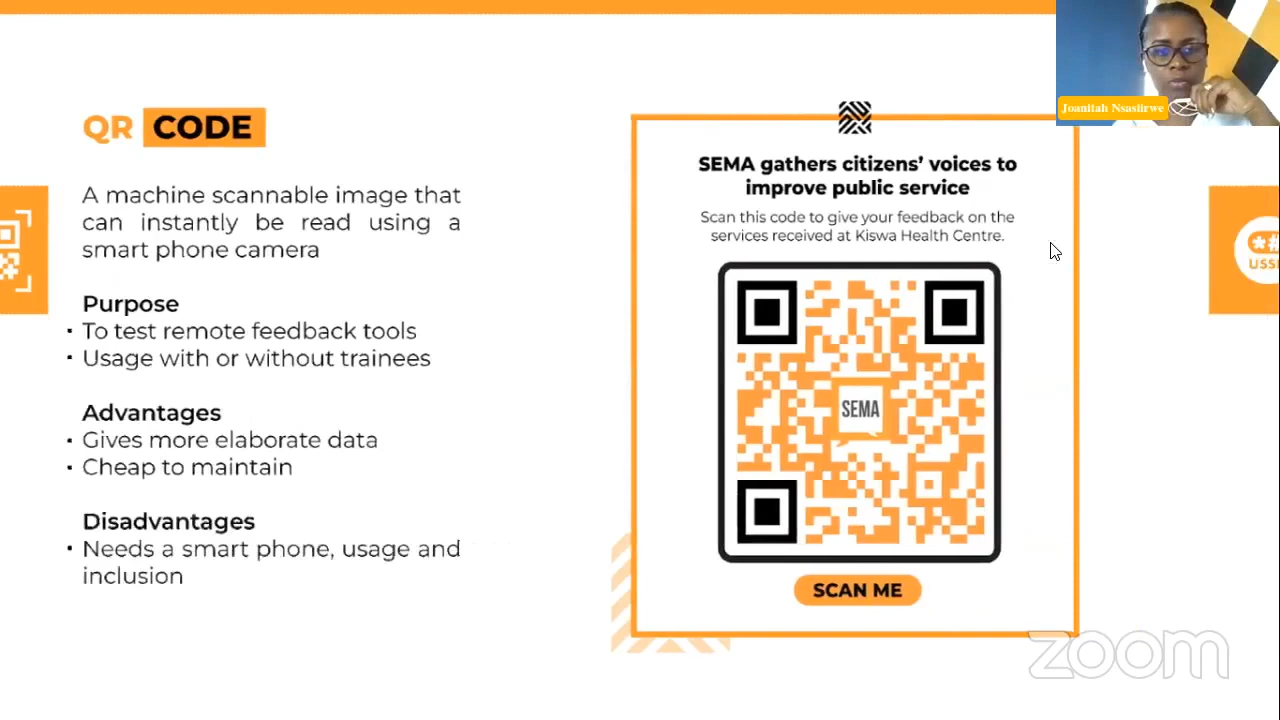 QR CODE
A machine scannable image that
can instantly be read using a
smart phone camera
Purpose
· To test remote feedback tools
· Usage with or without trainees
Advantages
· Gives more elaborate data
· Cheap to maintain
Disadvantages
· Needs a smart phone, usage and
inclusion
SEMA gathers citizens’ voices to
improve public service
Scan this code to give your feedback on the
services received at Kiswa Health Centre.
SEMA
SCAN ME
Joanitah Nsasiirwe
*#
zoom